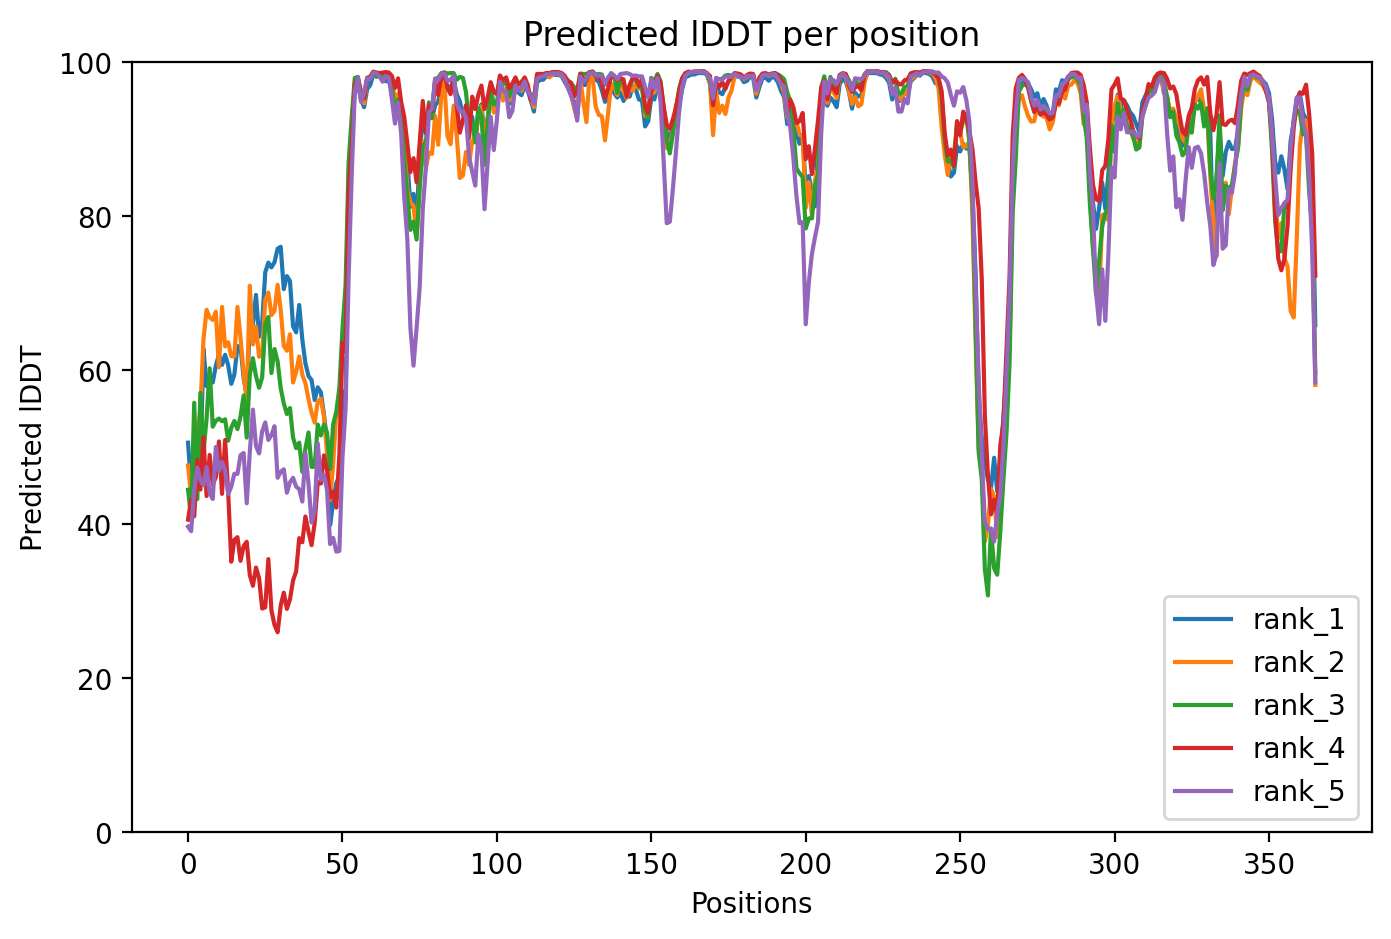 Predicted lDDT per position
100
80
60
40
20
0
Predicted lDDT
0 50 100 150 200 250 300 350
Positions
rank_1
rank_2
rank_3
rank_4
rank_5